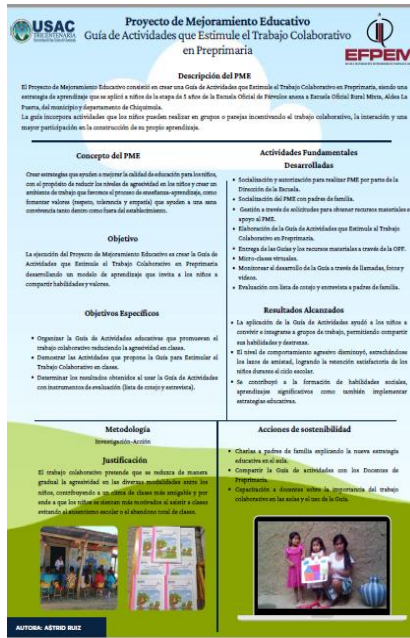 USAC
TRICENTENARIA
Proyecto de Mejoramiento Educativo
Guía de Actividades que Estimule el Trabajo Colaborativo
en Preprimaria
EFPEM
Descripción del PME
El Proyecto de Mejoramiento Educativo consistió en crear una Guía de Actividades que Estimule el Trabajo Colaborativo en Preprimaria, siendo una
estrategia de aprendizaje que se aplicó a niños de la etapa de 5 años de la Escuela Oficial de Párvulos anexa a Escuela Oficial Rural Mixta, Aldea La
Puerta, del municipio y departamento de Chiquimula.
La guía incorpora actividades que los niños pueden realizar en grupos o parejas incentivando el trabajo colaborativo, la interacción y una
mayor participación en la construcción de su propio aprendizaje.
Concepto del PME
Crear estrategias que ayuden a mejorar la calidad de educación para los niños,
con el propósito de reducir los niveles de agresividad en los niños y crear un
ambiente de trabajo que favorezca el proceso de enseñanza-aprendizaje, como
fomentar valores (respeto, tolerancia y empatía) que ayuden a una sana
convivencia tanto dentro como fuera del establecimiento.
Objetivo
La ejecución del Proyecto de Mejoramiento Educativo es crear la Guía de
Actividades que Estimule el Trabajo Colaborativo en Preprimaria
desarrollando un modelo de aprendizaje que invita a los niños a
compartir habilidades y valores.
Objetivos Específicos
• Organizar la Guía de Actividades educativas que promuevan el
trabajo colaborativo reduciendo la agresividad en clases.
• Demostrar las Actividades que propone la Guía para Estimular el
Trabajo Colaborativo en clases.
• Determinar los resultados obtenidos al usar la Guía de Actividades
con instrumentos de evaluación (lista de cotejo y entrevista).
Actividades Fundamentales
Desarrolladas
• Socialización y autorización para realizar PME por parte de la
Dirección de la Escuela.
• Socialización del PME con padres de familia.
• Gestión a través de solicitudes para obtener recursos materiales de
apoyo al PME.
• Elaboración de la Guía de Actividades que Estimule al Trabajo
Colaborativo en Preprimaria.
• Entrega de las Guías y los recursos materiales a través de la OPF.
• Micro-clases virtuales.
• Monitorear el desarrollo de la Guía a través de llamadas, fotos y
videos.
• Evaluación con lista de cotejo y entrevista a padres de familia.
Resultados Alcanzados
• La aplicación de la Guía de Actividades ayudó a los niños a
convivir e integrarse a grupos de trabajo, permitiendo compartir
sus habilidades y destrezas.
• El nivel de comportamiento agresivo disminuyó, estrechándose
los lazos de amistad, logrando la atención satisfactoria de los
niños durante el ciclo escolar.
• Se contribuyó a la formación de habilidades sociales,
aprendizajes significativos como también implementar
estrategias educativas.
Metodología
Investigación-Acción
Justificación
El trabajo colaborativo pretende que se reduzca de manera
gradual la agresividad en las diversas modalidades entre los
niños, contribuyendo a un clima de clases más amigable y por
ende a que los niños se sientan más motivados al asistir a clases
evitando el ausentismo escolar o el abandono total de clases.
Acciones de sostenibilidad
• Charlas a padres de familia explicando la nueva estrategia
educativa en el aula.
• Compartir la Guía de actividades con los Docentes de
Preprimaria.
• Capacitación a docentes sobre la importancia del trabajo
colaborativo en las aulas y el uso de la Guía.
AUTORA: ASTRID RUIZ